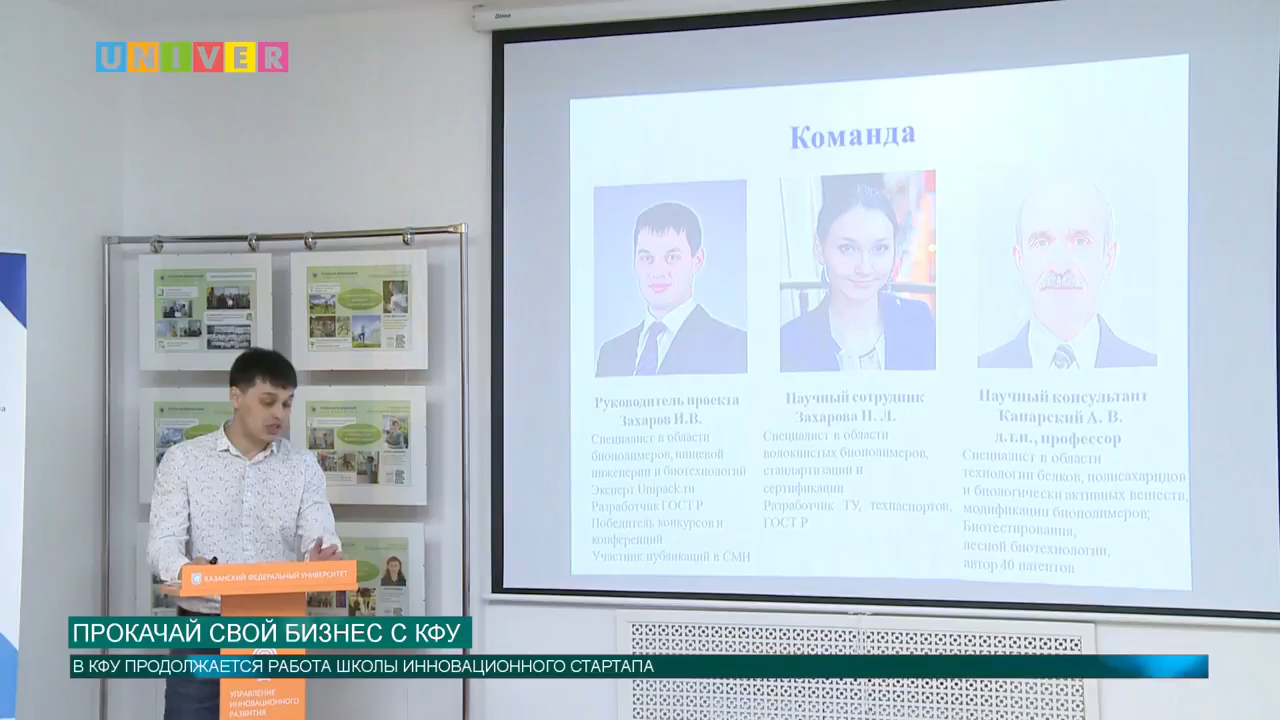 UNIVER
Команда
Руководитель проекта
Захаров И.В.
Специалист в области
биополимеров, пищевой
инженерии и биотехнологий
Эксперт Unipack.ru
Разработчик ГОСТ Р
Победитель конкурсов и
конференций
Участник публикаций в СМИ
Научный сотрудник
Захарова Н. Л.
Специалист в области
волокнистых биополимеров,
стандартизации и
сертификации
Разработчик ТУ, техпаспортов,
ГОСТ Р
Научный консультант
Канарский А. В.
д.т.н., профессор
Специалист в области
технологии белков, полисахаридов
и биологически активных веществ,
модификации биополимеров;
Биотестирования,
лесной биотехнологии,
автор 40 патентов
КАЗАНСКИЙ ФЕДЕРАЛЬНЫЙ УНИВЕРСИТЕТ
ПРОКАЧАЙ СВОЙ БИЗНЕС С КФУ
В КФУ ПРОДОЛЖАЕТСЯ РАБОТА ШКОЛЫ ИННОВАЦИОННОГО СТАРТАПА
УПРАВЛЕНИЕ
ИННОВАЦИОННОГО
РАЗВИТИЯ